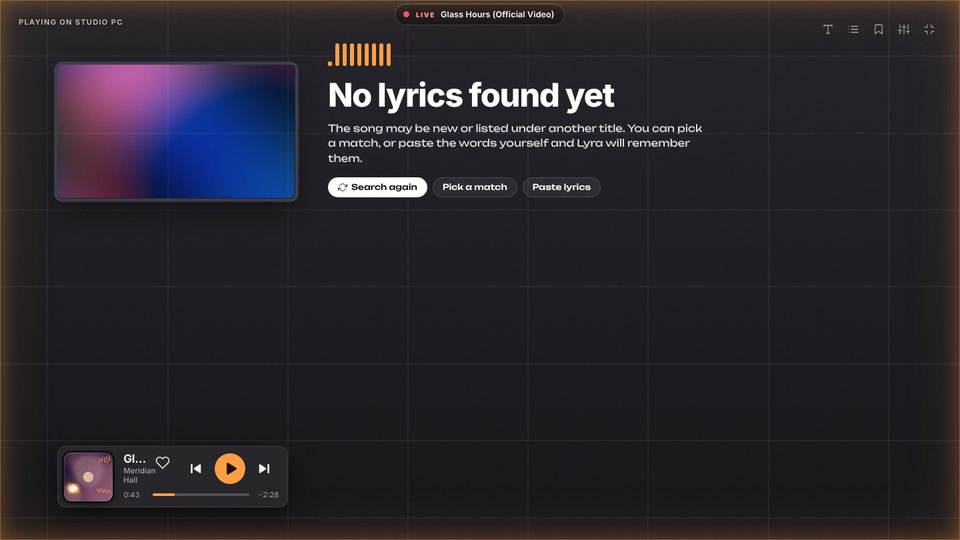 PLAYING ON STUDIO PC
LIVE Glass Hours (Official Video)
No lyrics found yet
The song may be new or listed under another title. You can pick
a match, or paste the words yourself and Lyra will remember
them.
Search again
Pick a match
Paste lyrics
Gl...
Meridian
Hall
0:43
-2:28